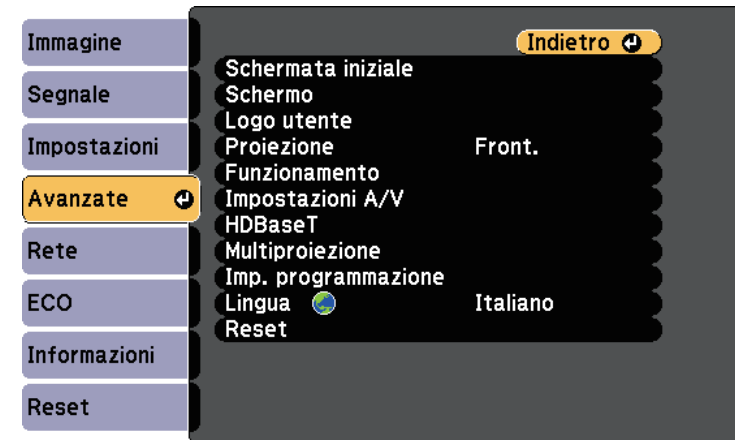 Immagine
Segnale
Impostazioni
Avanzate
Rete
ECO
Informazioni
Reset
Indietro
Schermata iniziale
Schermo
Logo utente
Proiezione Front.
Funzionamento
Impostazioni A/V
HDBaseT
Multiproiezione
Imp. programmazione
Lingua Italiano
Reset